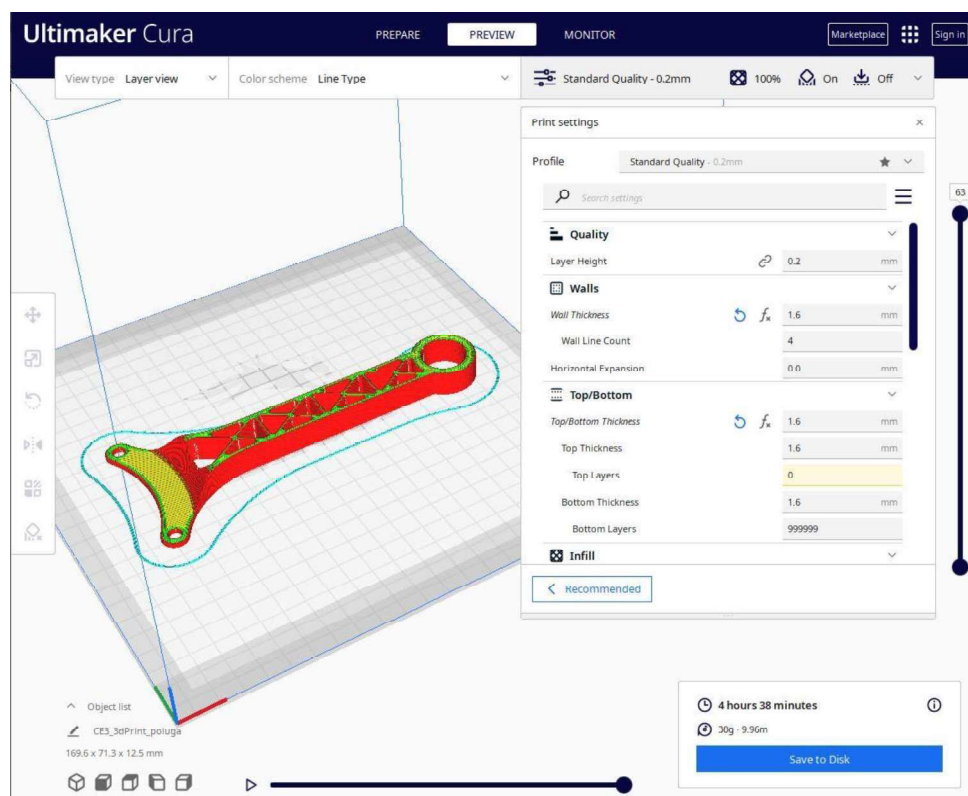 Ultimaker Cura
PREPARE PREVIEW MONITOR
Marketplace Sign in
View type Layer view Color scheme Line Type
Standard Quality - 0.2mm 100% On Off
Print settings
Profile Standard Quality - 0.2mm
Search settings
63
Quality
Layer Height 0.2 mm
Walls
Wall Thickness 1.6 mm
Wall Line Count 4
Horizontal Expansion 0.0 mm
Top/Bottom
Top/Bottom Thickness 1.6 mm
Top Thickness 1.6 mm
Top Layers 0
Bottom Thickness 1.6 mm
Bottom Layers 999999
Infill
Recommended
Object list
CE3_3dPrint_poluga
169.6 x 71.3 x 12.5 mm
4 hours 38 minutes
30g - 9.96m
Save to Disk